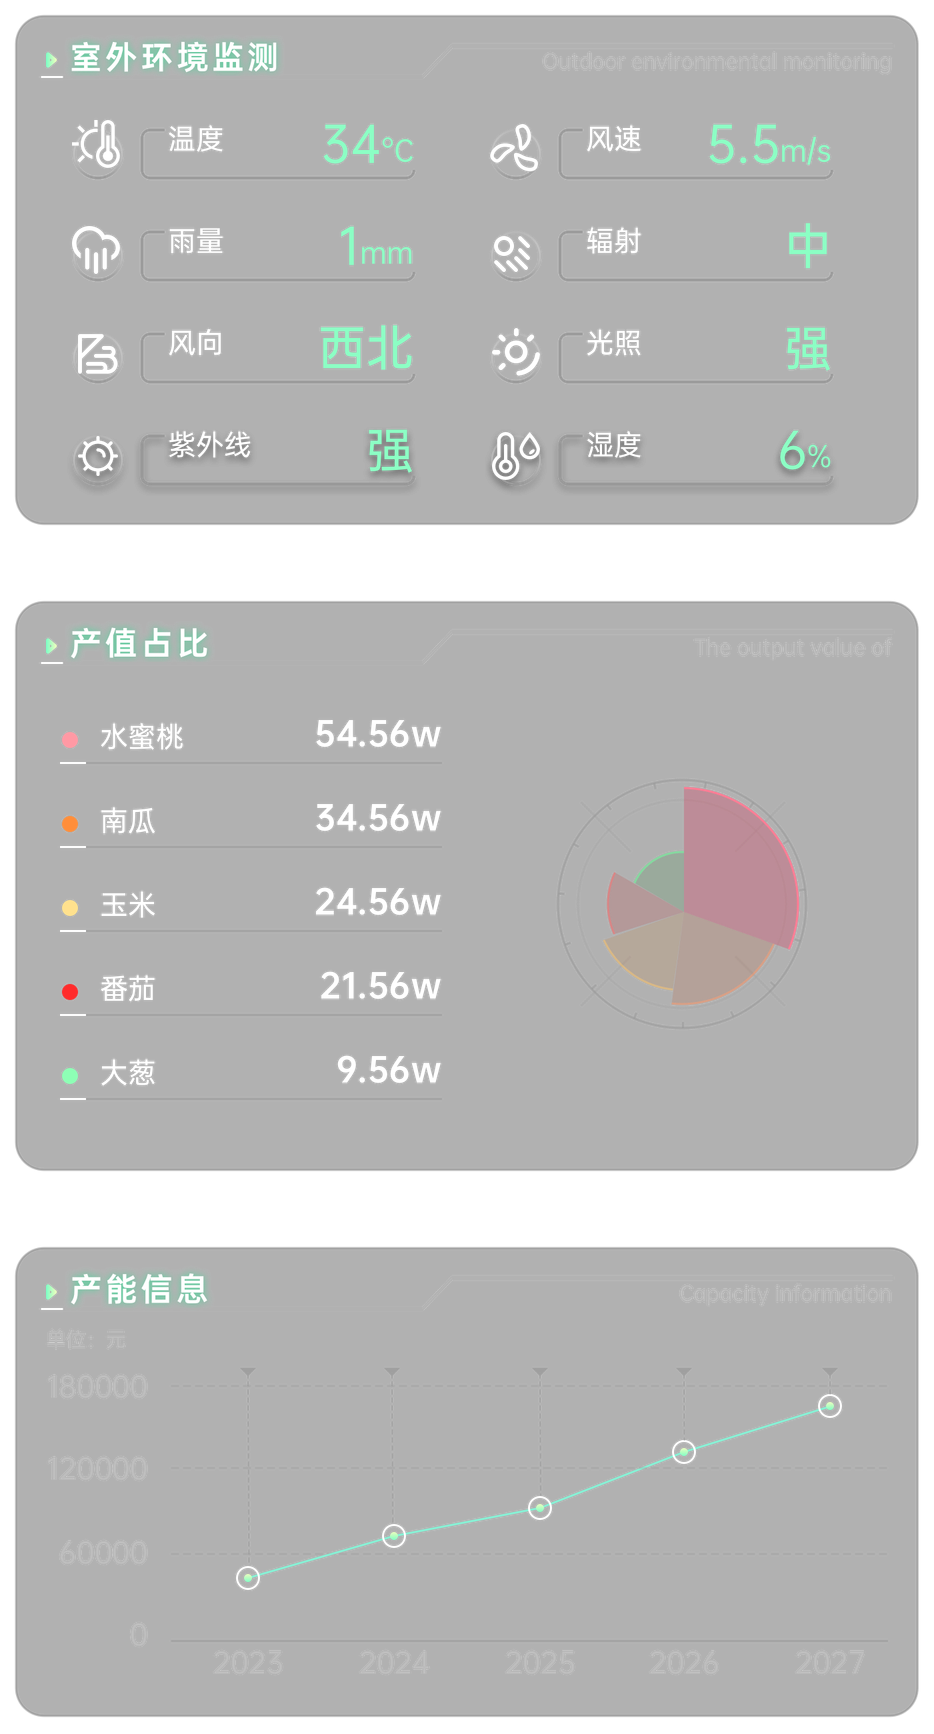 室外环境监测
Outdoor environmental monitoring
温度 34°C
风速 5.5m/s
雨量 1mm
辐射 中
风向 西北
光照 强
紫外线 强
湿度 6%
产值占比
The output value of
水蜜桃 54.56w
南瓜 34.56w
玉米 24.56w
番茄 21.56w
大葱 9.56w
产能信息
Capacity information
单位：元
180000
120000
60000
0
2023 2024 2025 2026 2027